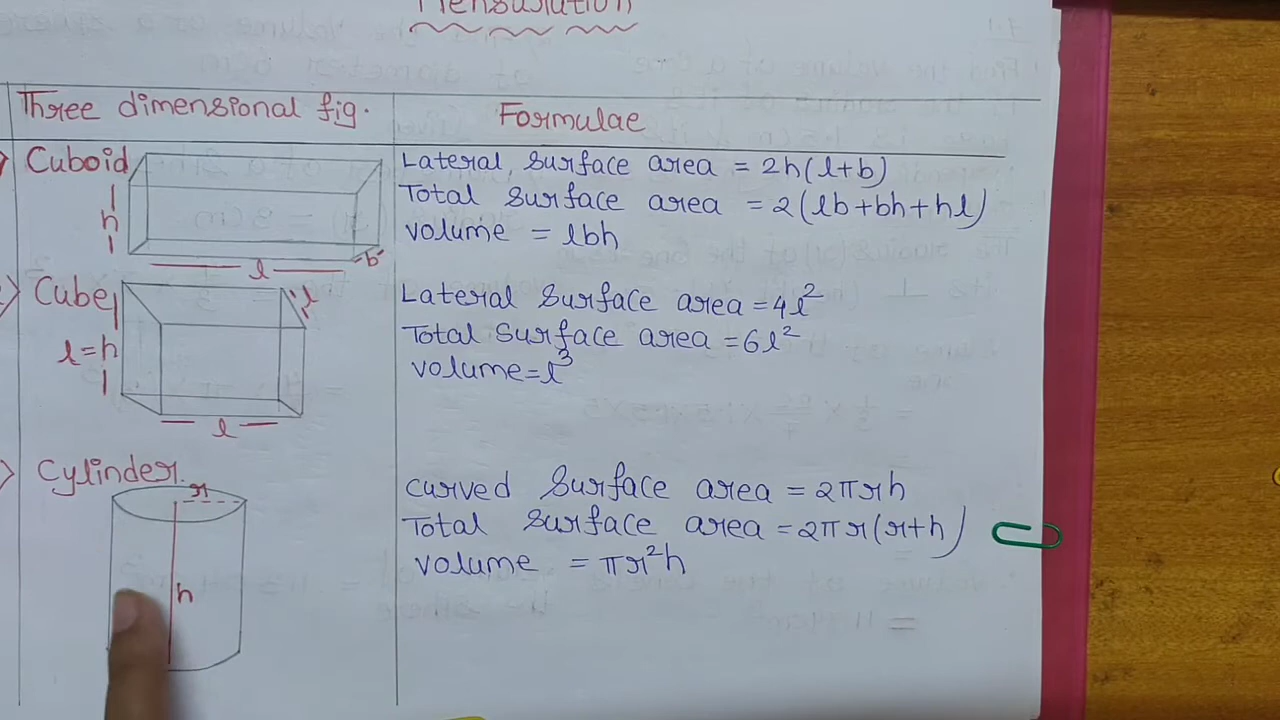 Mensuration
Three dimensional fig.
Formulae
Cuboid
h
l
b
Lateral surface area = 2h(l+b)
Total surface area = 2(lb+bh+hl)
volume = lbh
Cube
l
l=h
l
Lateral surface area = 4l²
Total surface area = 6l²
volume = l³
Cylinder
r
h
curved surface area = 2πrh
Total surface area = 2πr(r+h)
volume = πr²h